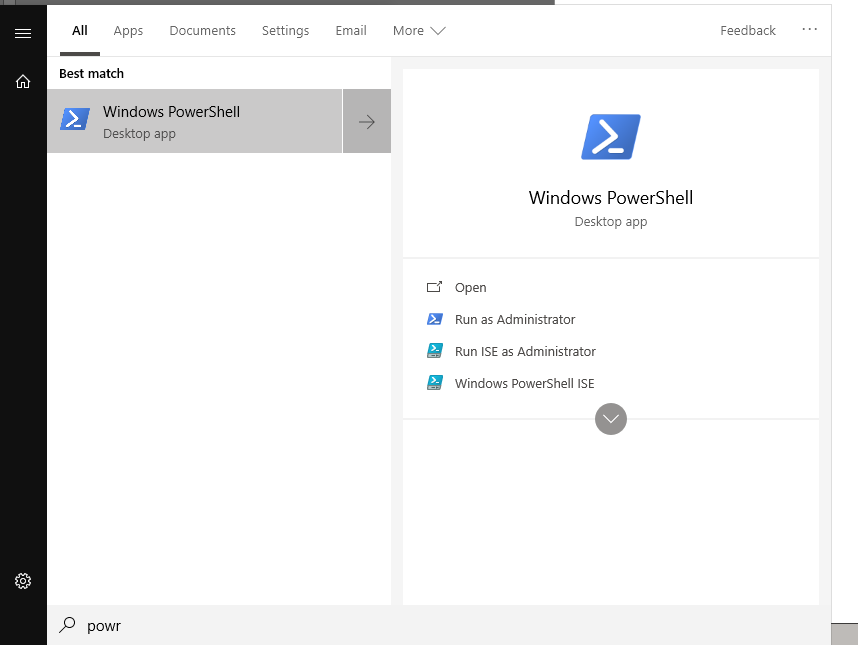 All Apps Documents Settings Email More Feedback ···
Best match
Windows PowerShell
Desktop app
Windows PowerShell
Desktop app
Open
Run as Administrator
Run ISE as Administrator
Windows PowerShell ISE
powr